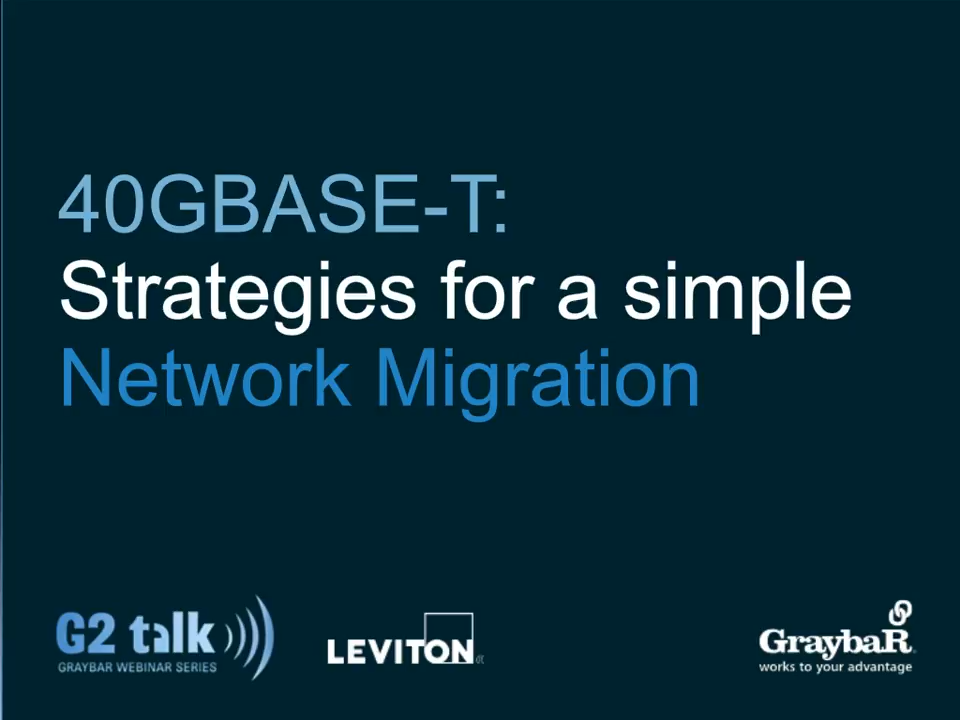 40GBASE-T:
Strategies for a simple
Network Migration
G2 talk
GRAYBAR WEBINAR SERIES
LEVITON
GraybaR
works to your advantage